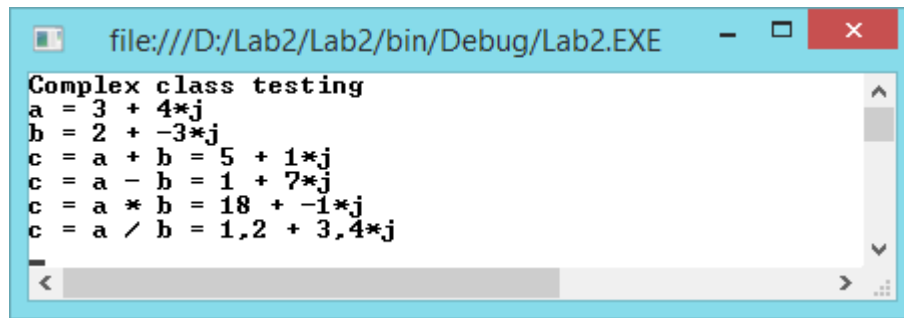 file:///D:/Lab2/Lab2/bin/Debug/Lab2.EXE
Complex class testing
a = 3 + 4*j
b = 2 + -3*j
c = a + b = 5 + 1*j
c = a - b = 1 + 7*j
c = a * b = 18 + -1*j
c = a / b = 1,2 + 3,4*j